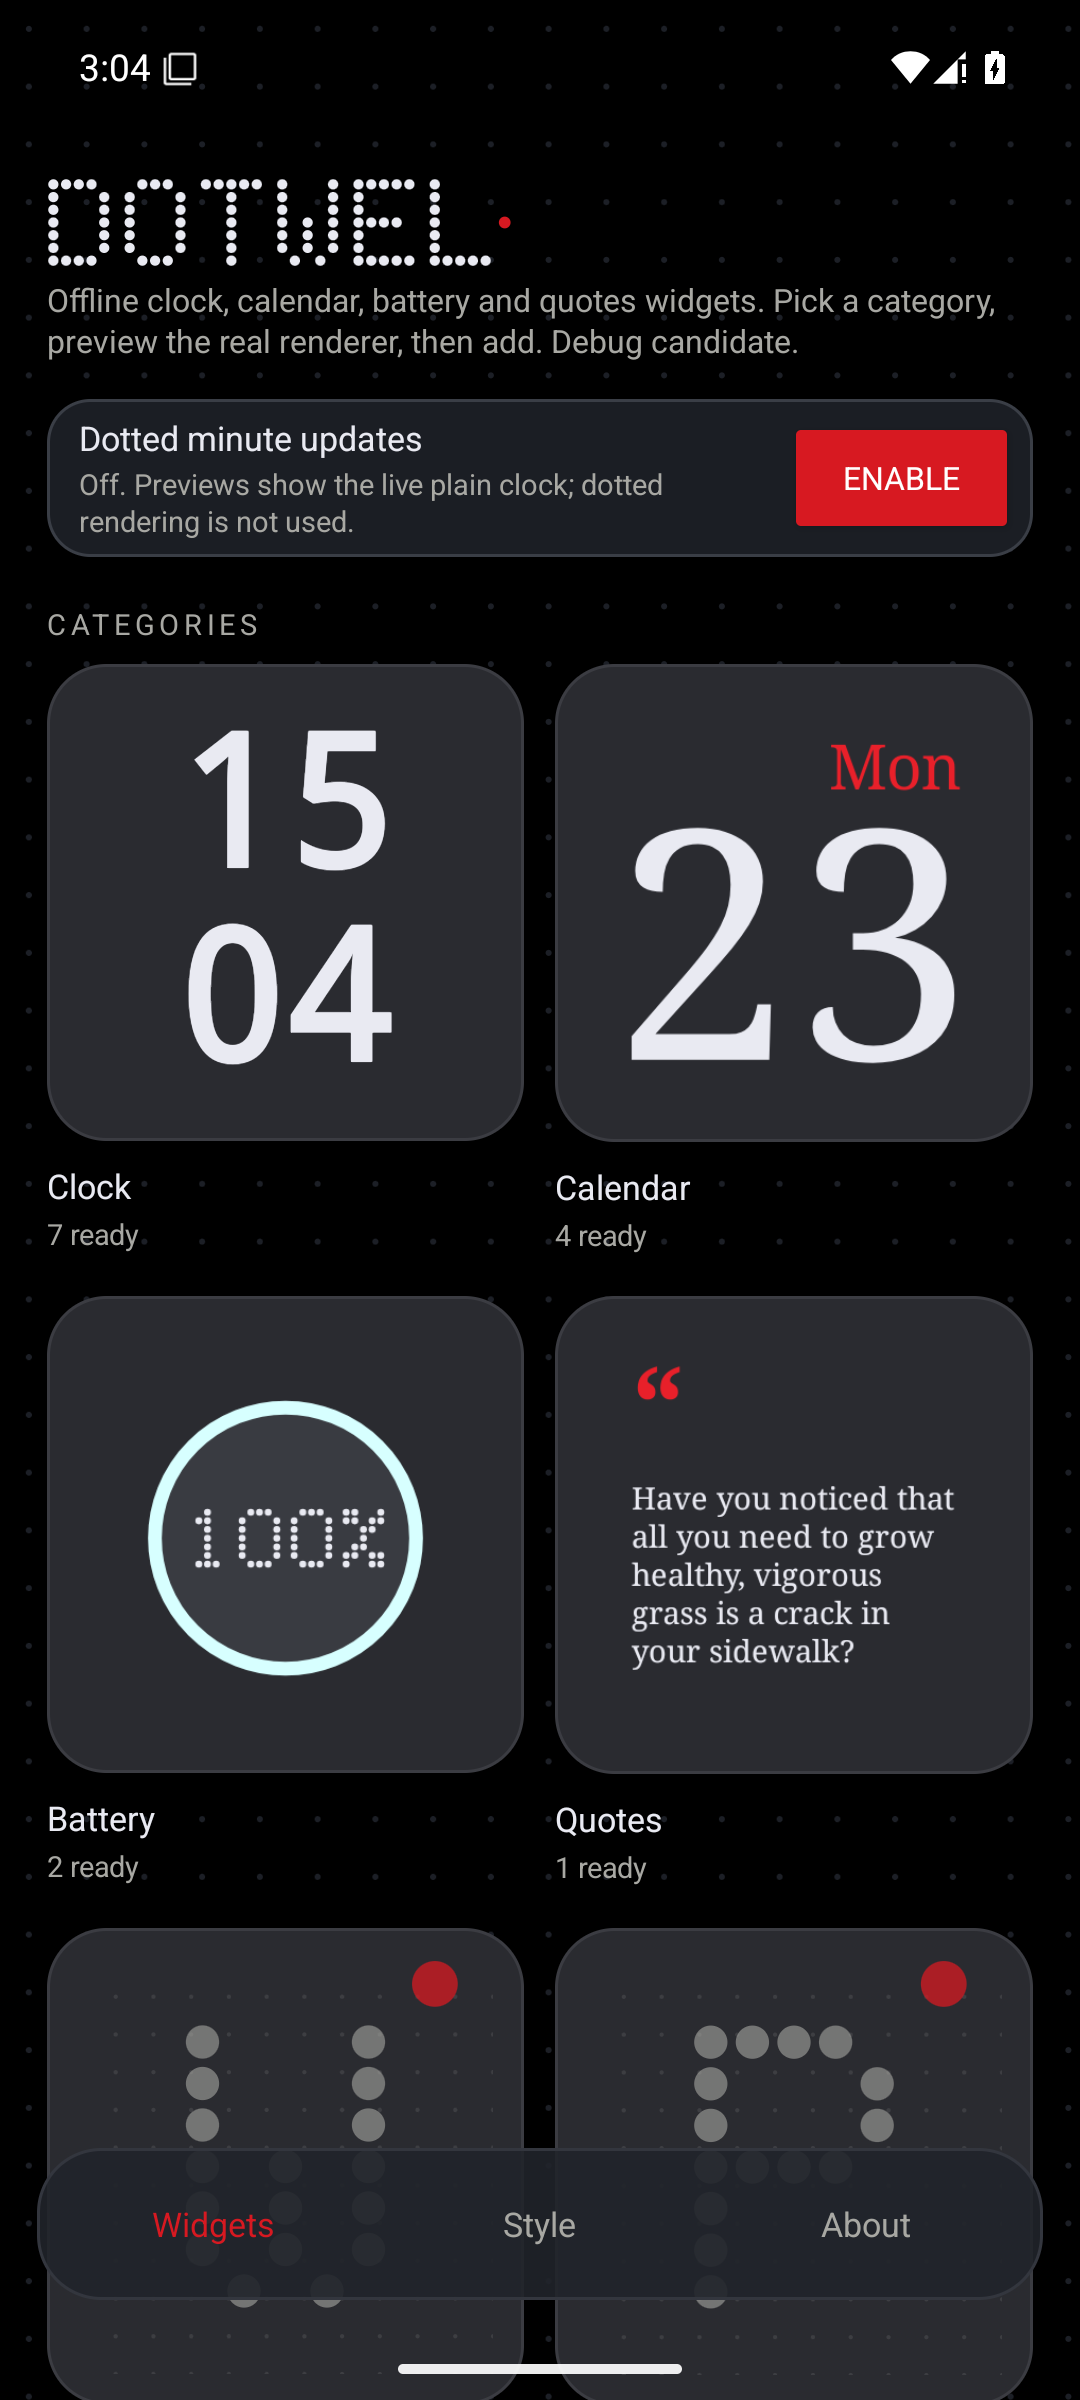 3:04
DOTWEL
Offline clock, calendar, battery and quotes widgets. Pick a category,
preview the real renderer, then add. Debug candidate.
Dotted minute updates
Off. Previews show the live plain clock; dotted
rendering is not used.
ENABLE
CATEGORIES
15
04
Clock
7 ready
Mon
23
Calendar
4 ready
100%
Battery
2 ready
“
Have you noticed that
all you need to grow
healthy, vigorous
grass is a crack in
your sidewalk?
Quotes
1 ready
W
P
Widgets
Style
About